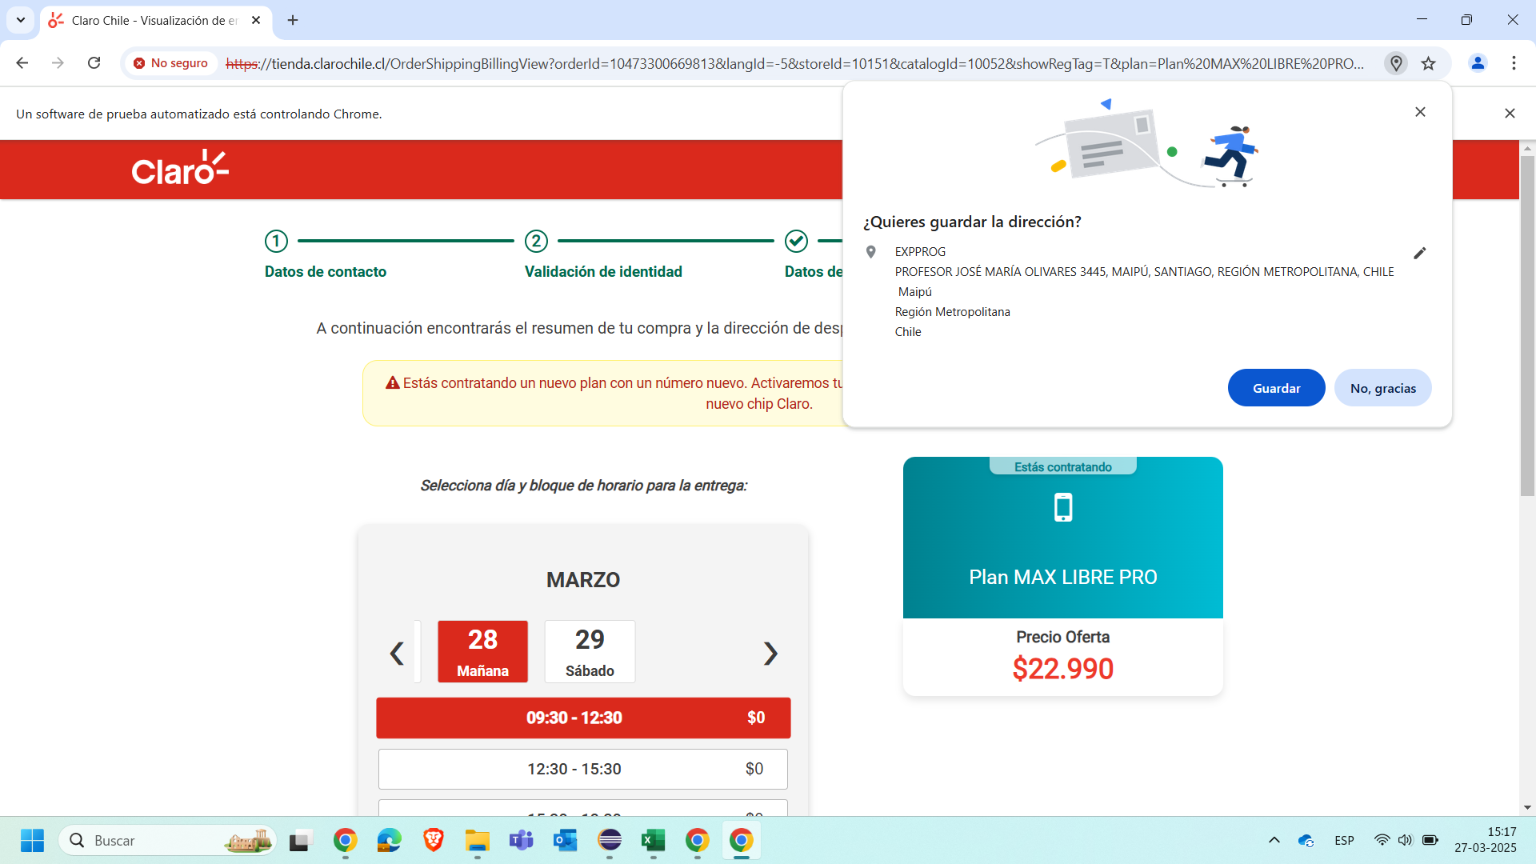 Claro Chile - Visualización de e
No seguro
https://tienda.clarochile.cl/OrderShippingBillingView?orderId=10473300669813&langId=-5&storeId=10151&catalogId=10052&showRegTag=T&plan=Plan%20MAX%20LIBRE%20PRO...
Un software de prueba automatizado está controlando Chrome.
Claro
1
2
Datos de contacto
Validación de identidad
Datos de
A continuación encontrarás el resumen de tu compra y la dirección de desp
Estás contratando un nuevo plan con un número nuevo. Activaremos tu
nuevo chip Claro.
¿Quieres guardar la dirección?
EXPPROG
PROFESOR JOSÉ MARÍA OLIVARES 3445, MAIPÚ, SANTIAGO, REGIÓN METROPOLITANA, CHILE
Maipú
Región Metropolitana
Chile
Guardar
No, gracias
Selecciona día y bloque de horario para la entrega:
MARZO
28
Mañana
29
Sábado
09:30 - 12:30 $0
12:30 - 15:30 $0
Estás contratando
Plan MAX LIBRE PRO
Precio Oferta
$22.990
Buscar
ESP
15:17
27-03-2025